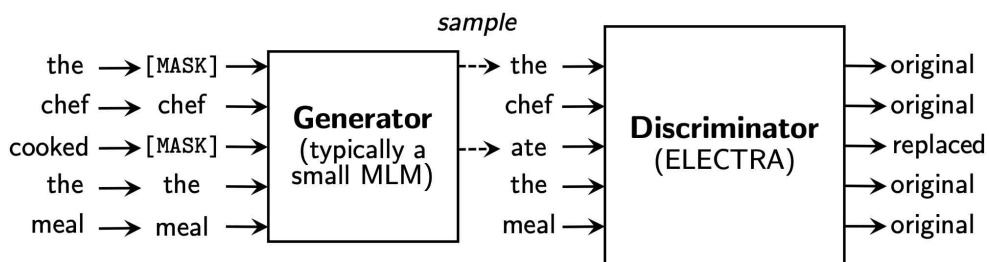 sample
the [MASK] the original
chef chef chef original
cooked [MASK] ate replaced
the the the original
meal meal meal original
Generator
(typically a
small MLM)
Discriminator
(ELECTRA)